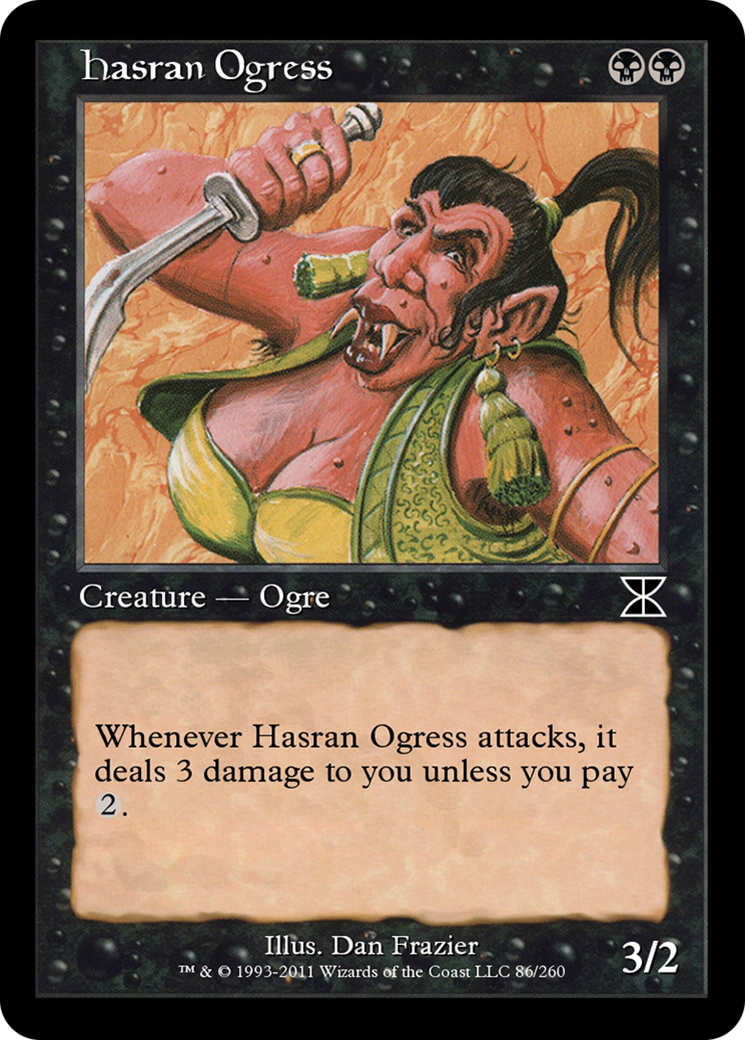 Hasran Ogress
Creature — Ogre
Whenever Hasran Ogress attacks, it
deals 3 damage to you unless you pay
2.
Illus. Dan Frazier
™ & © 1993-2011 Wizards of the Coast LLC 86/260
3/2